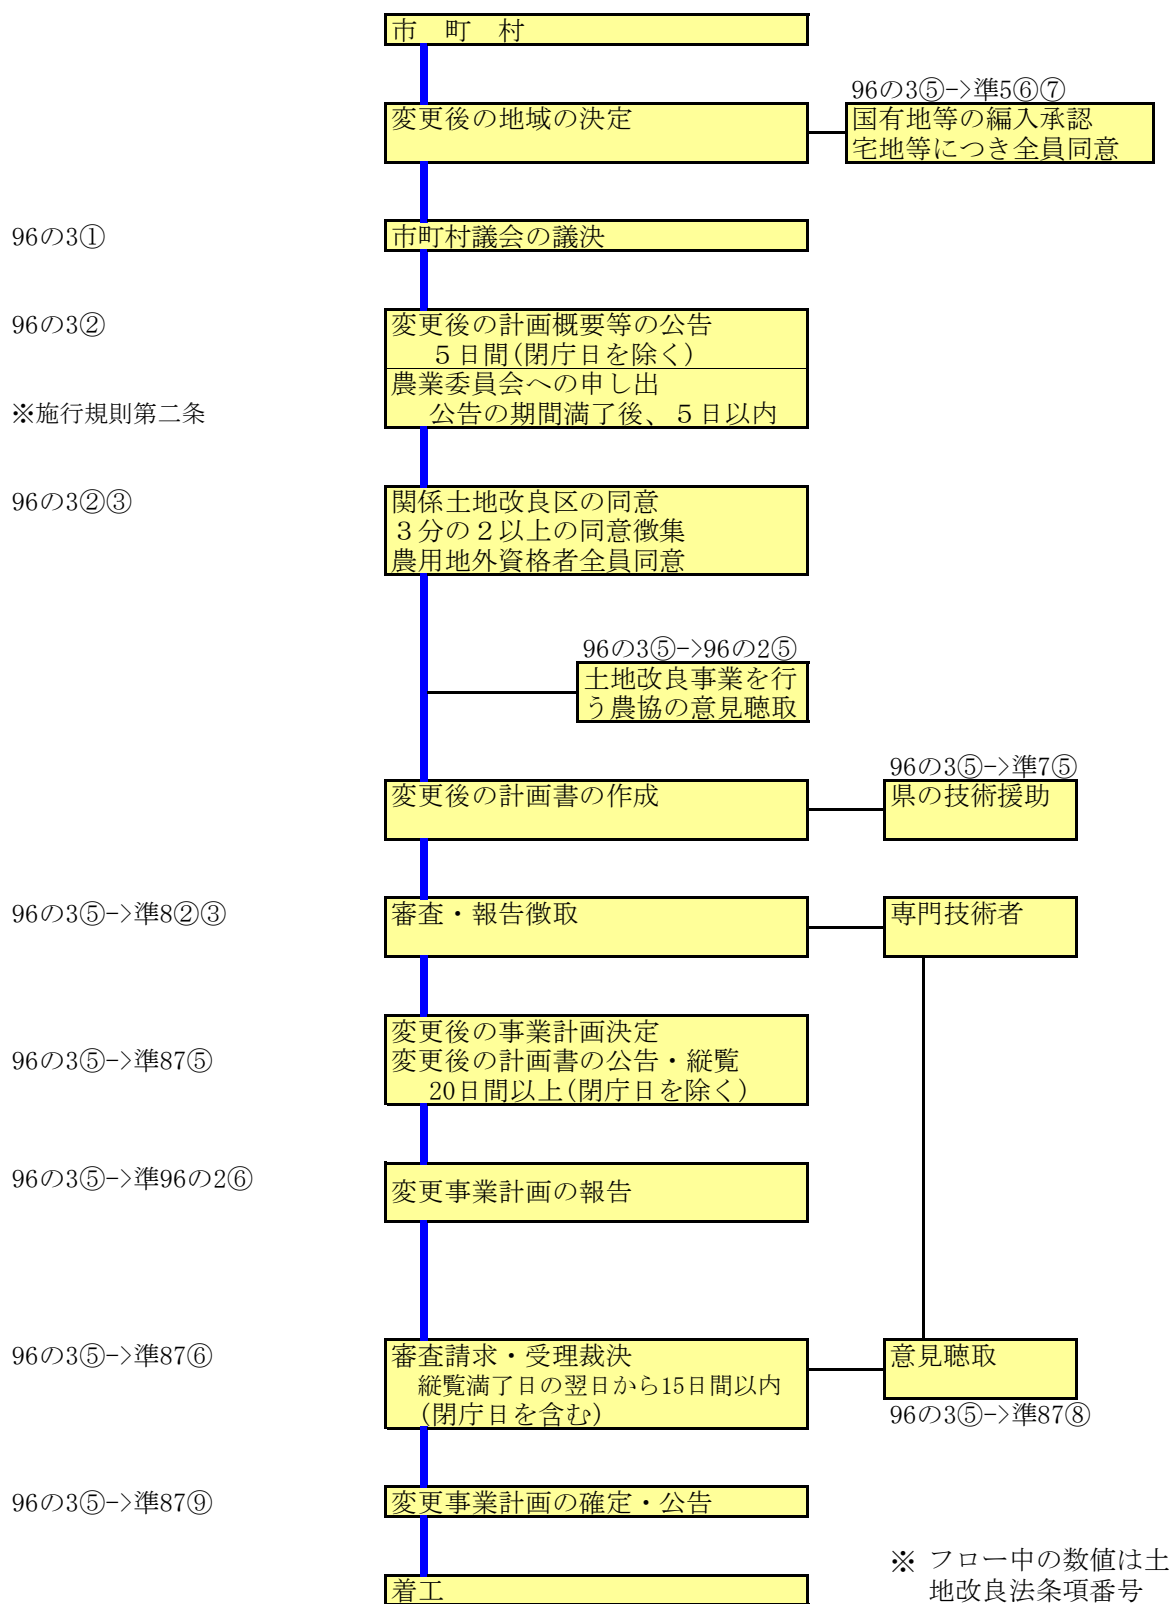 市　町　村
96の3⑤->準5⑥⑦
変更後の地域の決定
国有地等の編入承認
宅地等につき全員同意
96の3①
市町村議会の議決
96の3②
変更後の計画概要等の公告
５日間(閉庁日を除く)
農業委員会への申し出
※施行規則第二条
公告の期間満了後、５日以内
96の3②③
関係土地改良区の同意
３分の２以上の同意徴集
農用地外資格者全員同意
96の3⑤->96の2⑤
土地改良事業を行
う農協の意見聴取
96の3⑤->準7⑤
変更後の計画書の作成
県の技術援助
96の3⑤->準8②③
審査・報告徴取
専門技術者
変更後の事業計画決定
96の3⑤->準87⑤
変更後の計画書の公告・縦覧
20日間以上(閉庁日を除く)
96の3⑤->準96の2⑥
変更事業計画の報告
96の3⑤->準87⑥
審査請求・受理裁決
縦覧満了日の翌日から15日間以内
(閉庁日を含む)
意見聴取
96の3⑤->準87⑧
96の3⑤->準87⑨
変更事業計画の確定・公告
着工
※ フロー中の数値は土
地改良法条項番号